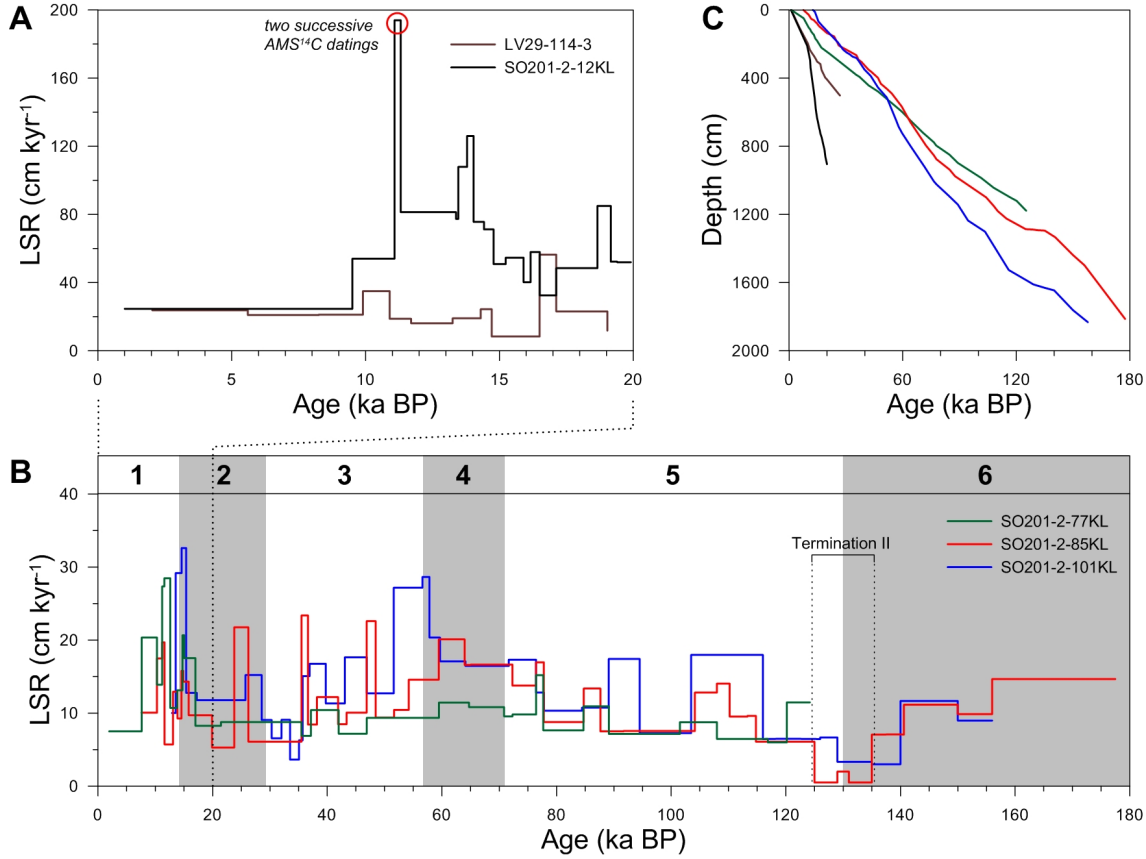 A
two successive
AMS¹⁴C datings
LV29-114-3
SO201-2-12KL
200
160
120
80
40
0
LSR (cm kyr⁻¹)
0
5
10
15
20
Age (ka BP)
C
0
400
800
1200
1600
2000
Depth (cm)
0
60
120
180
Age (ka BP)
B
1
2
3
4
5
6
40
30
20
10
0
LSR (cm kyr⁻¹)
SO201-2-77KL
SO201-2-85KL
SO201-2-101KL
Termination II
0
20
40
60
80
100
120
140
160
180
Age (ka BP)